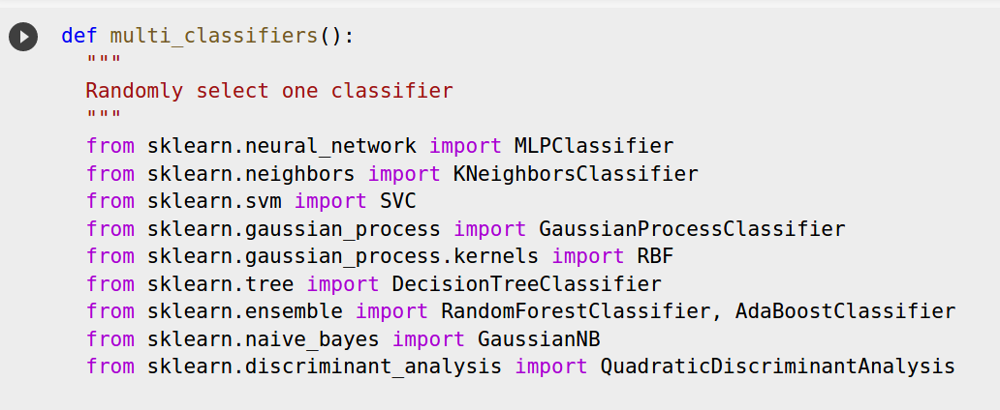 def multi_classifiers():
"""
Randomly select one classifier
"""
from sklearn.neural_network import MLPClassifier
from sklearn.neighbors import KNeighborsClassifier
from sklearn.svm import SVC
from sklearn.gaussian_process import GaussianProcessClassifier
from sklearn.gaussian_process.kernels import RBF
from sklearn.tree import DecisionTreeClassifier
from sklearn.ensemble import RandomForestClassifier, AdaBoostClassifier
from sklearn.naive_bayes import GaussianNB
from sklearn.discriminant_analysis import QuadraticDiscriminantAnalysis